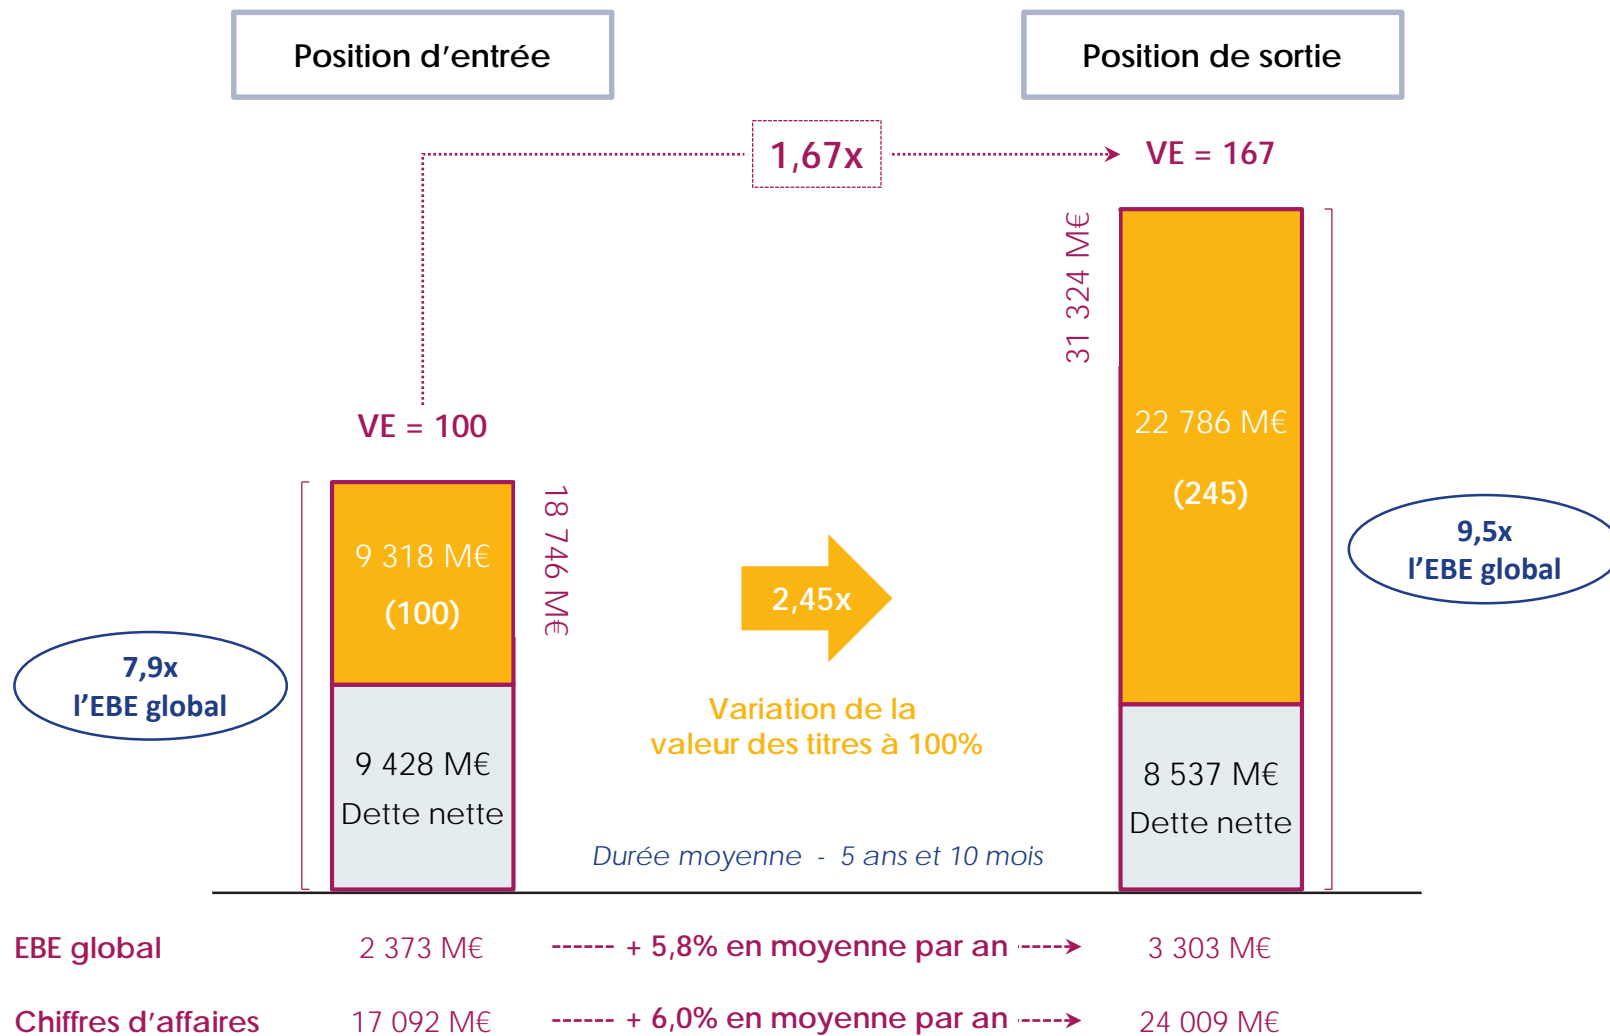 Position d'entrée
Position de sortie
1,67x
VE = 167
31 324 M€
VE = 100
22 786 M€
(245)
18 746 M€
9 318 M€
(100)
9,5x
l'EBE global
2,45x
7,9x
l'EBE global
Variation de la
valeur des titres à 100%
9 428 M€
Dette nette
8 537 M€
Dette nette
Durée moyenne - 5 ans et 10 mois
EBE global 2 373 M€ ------ + 5,8% en moyenne par an ----> 3 303 M€
Chiffres d'affaires 17 092 M€ ------ + 6,0% en moyenne par an ----> 24 009 M€